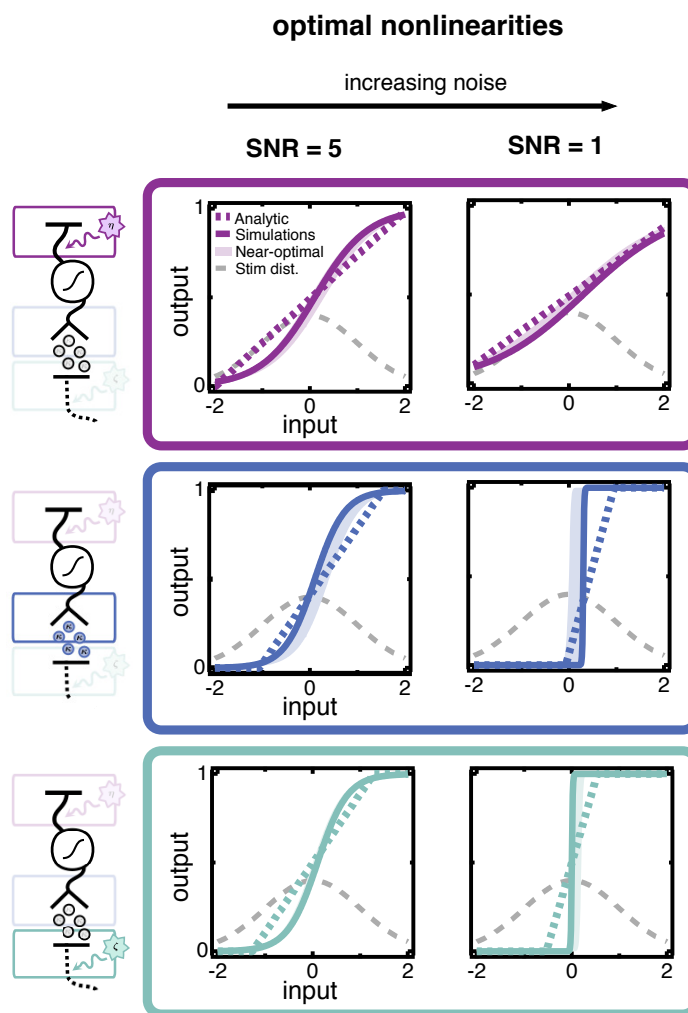 optimal nonlinearities
increasing noise
SNR = 5 SNR = 1
η
1
Analytic
Simulations
Near-optimal
Stim dist.
output
0
-2 0 2 -2 0 2
input
ζ
η
1
κ κ
κ κ κ
output
0
-2 0 2 -2 0 2
input
ζ
η
1
output
0
-2 0 2 -2 0 2
input
ζ